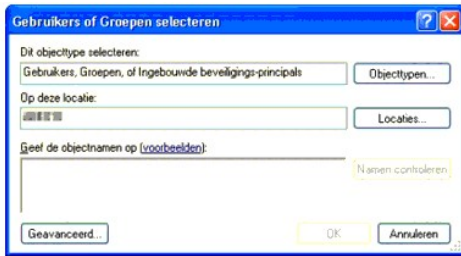 Gebruikers of Groepen selecteren
Dit objecttype selecteren:
Gebruikers, Groepen, of Ingebouwde beveiligings-principals
Objecttypen...
Op deze locatie:
Locaties...
Geef de objectnamen op (voorbeelden):
Namen controleren
Geavanceerd...
OK
Annuleren